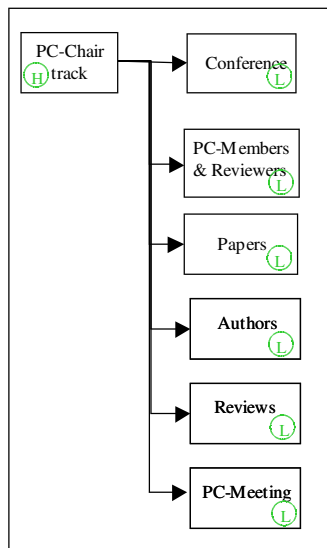 PC-Chair
track
H
Conference
L
PC-Members
& Reviewers
L
Papers
L
Authors
L
Reviews
L
PC-Meeting
L